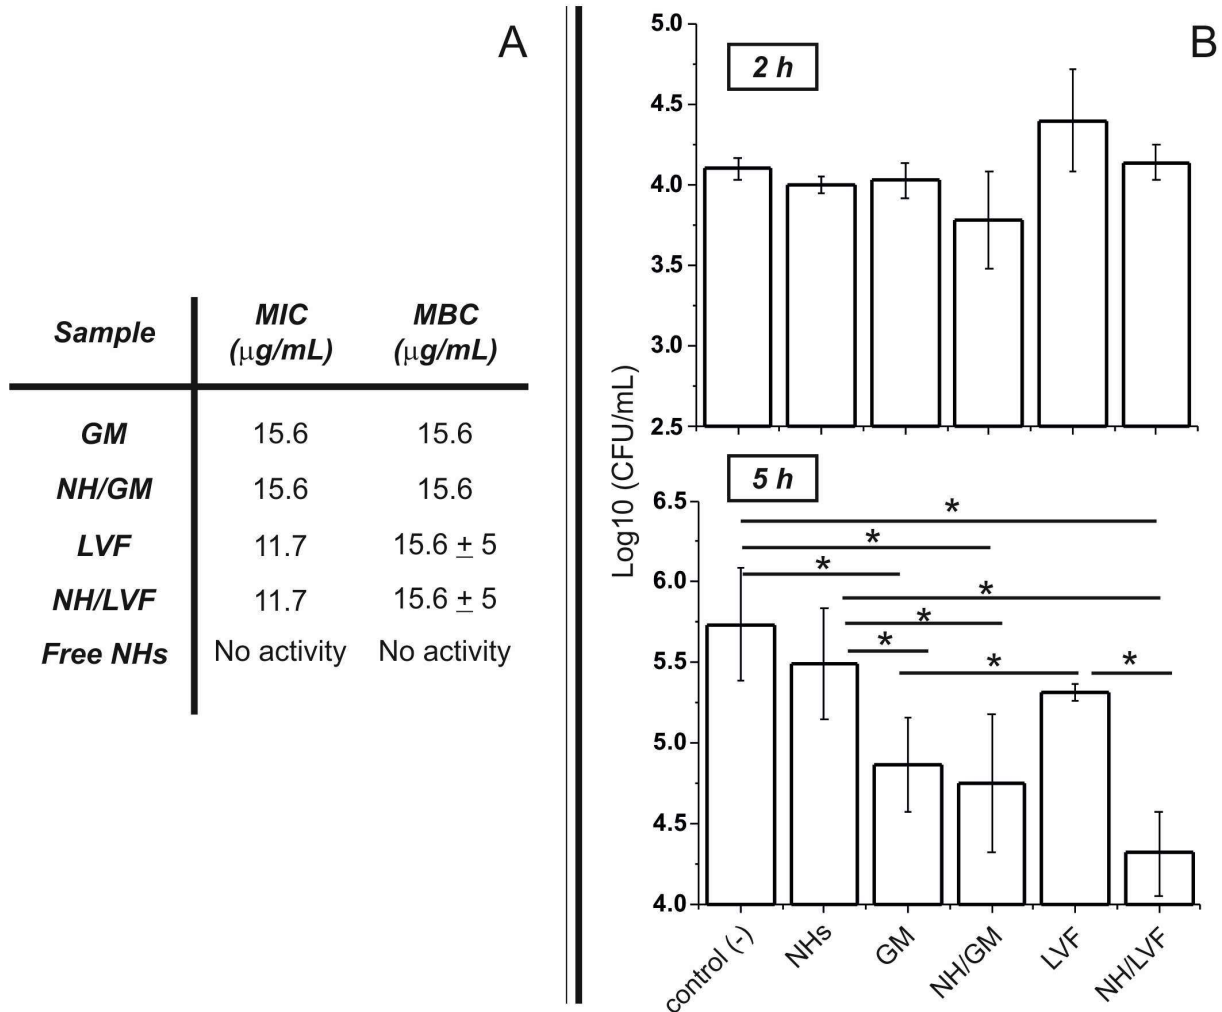 A
Sample MIC MBC
(μg/mL) (μg/mL)
GM 15.6 15.6
NH/GM 15.6 15.6
LVF 11.7 15.6 ± 5
NH/LVF 11.7 15.6 ± 5
Free NHs No activity No activity
B
Log10 (CFU/mL)
2 h
5.0
4.5
4.0
3.5
3.0
2.5
5 h
6.5
6.0
5.5
5.0
4.5
4.0
*
*
*
*
*
*
*
*
control (-) NHs GM NH/GM LVF NH/LVF